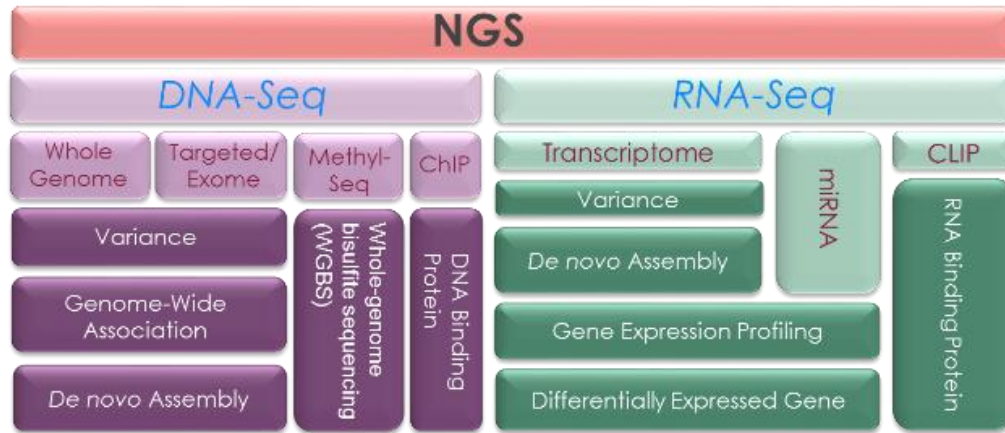 NGS
DNA-Seq
RNA-Seq
Whole
Genome
Targeted/
Exome
Methyl-
Seq
ChIP
Transcriptome
miRNA
CLIP
Variance
Genome-Wide
Association
De novo Assembly
Whole-genome
bisulfite sequencing
(WGBS)
DNA Binding
Protein
Variance
De novo Assembly
Gene Expression Profiling
Differentially Expressed Gene
RNA Binding Protein